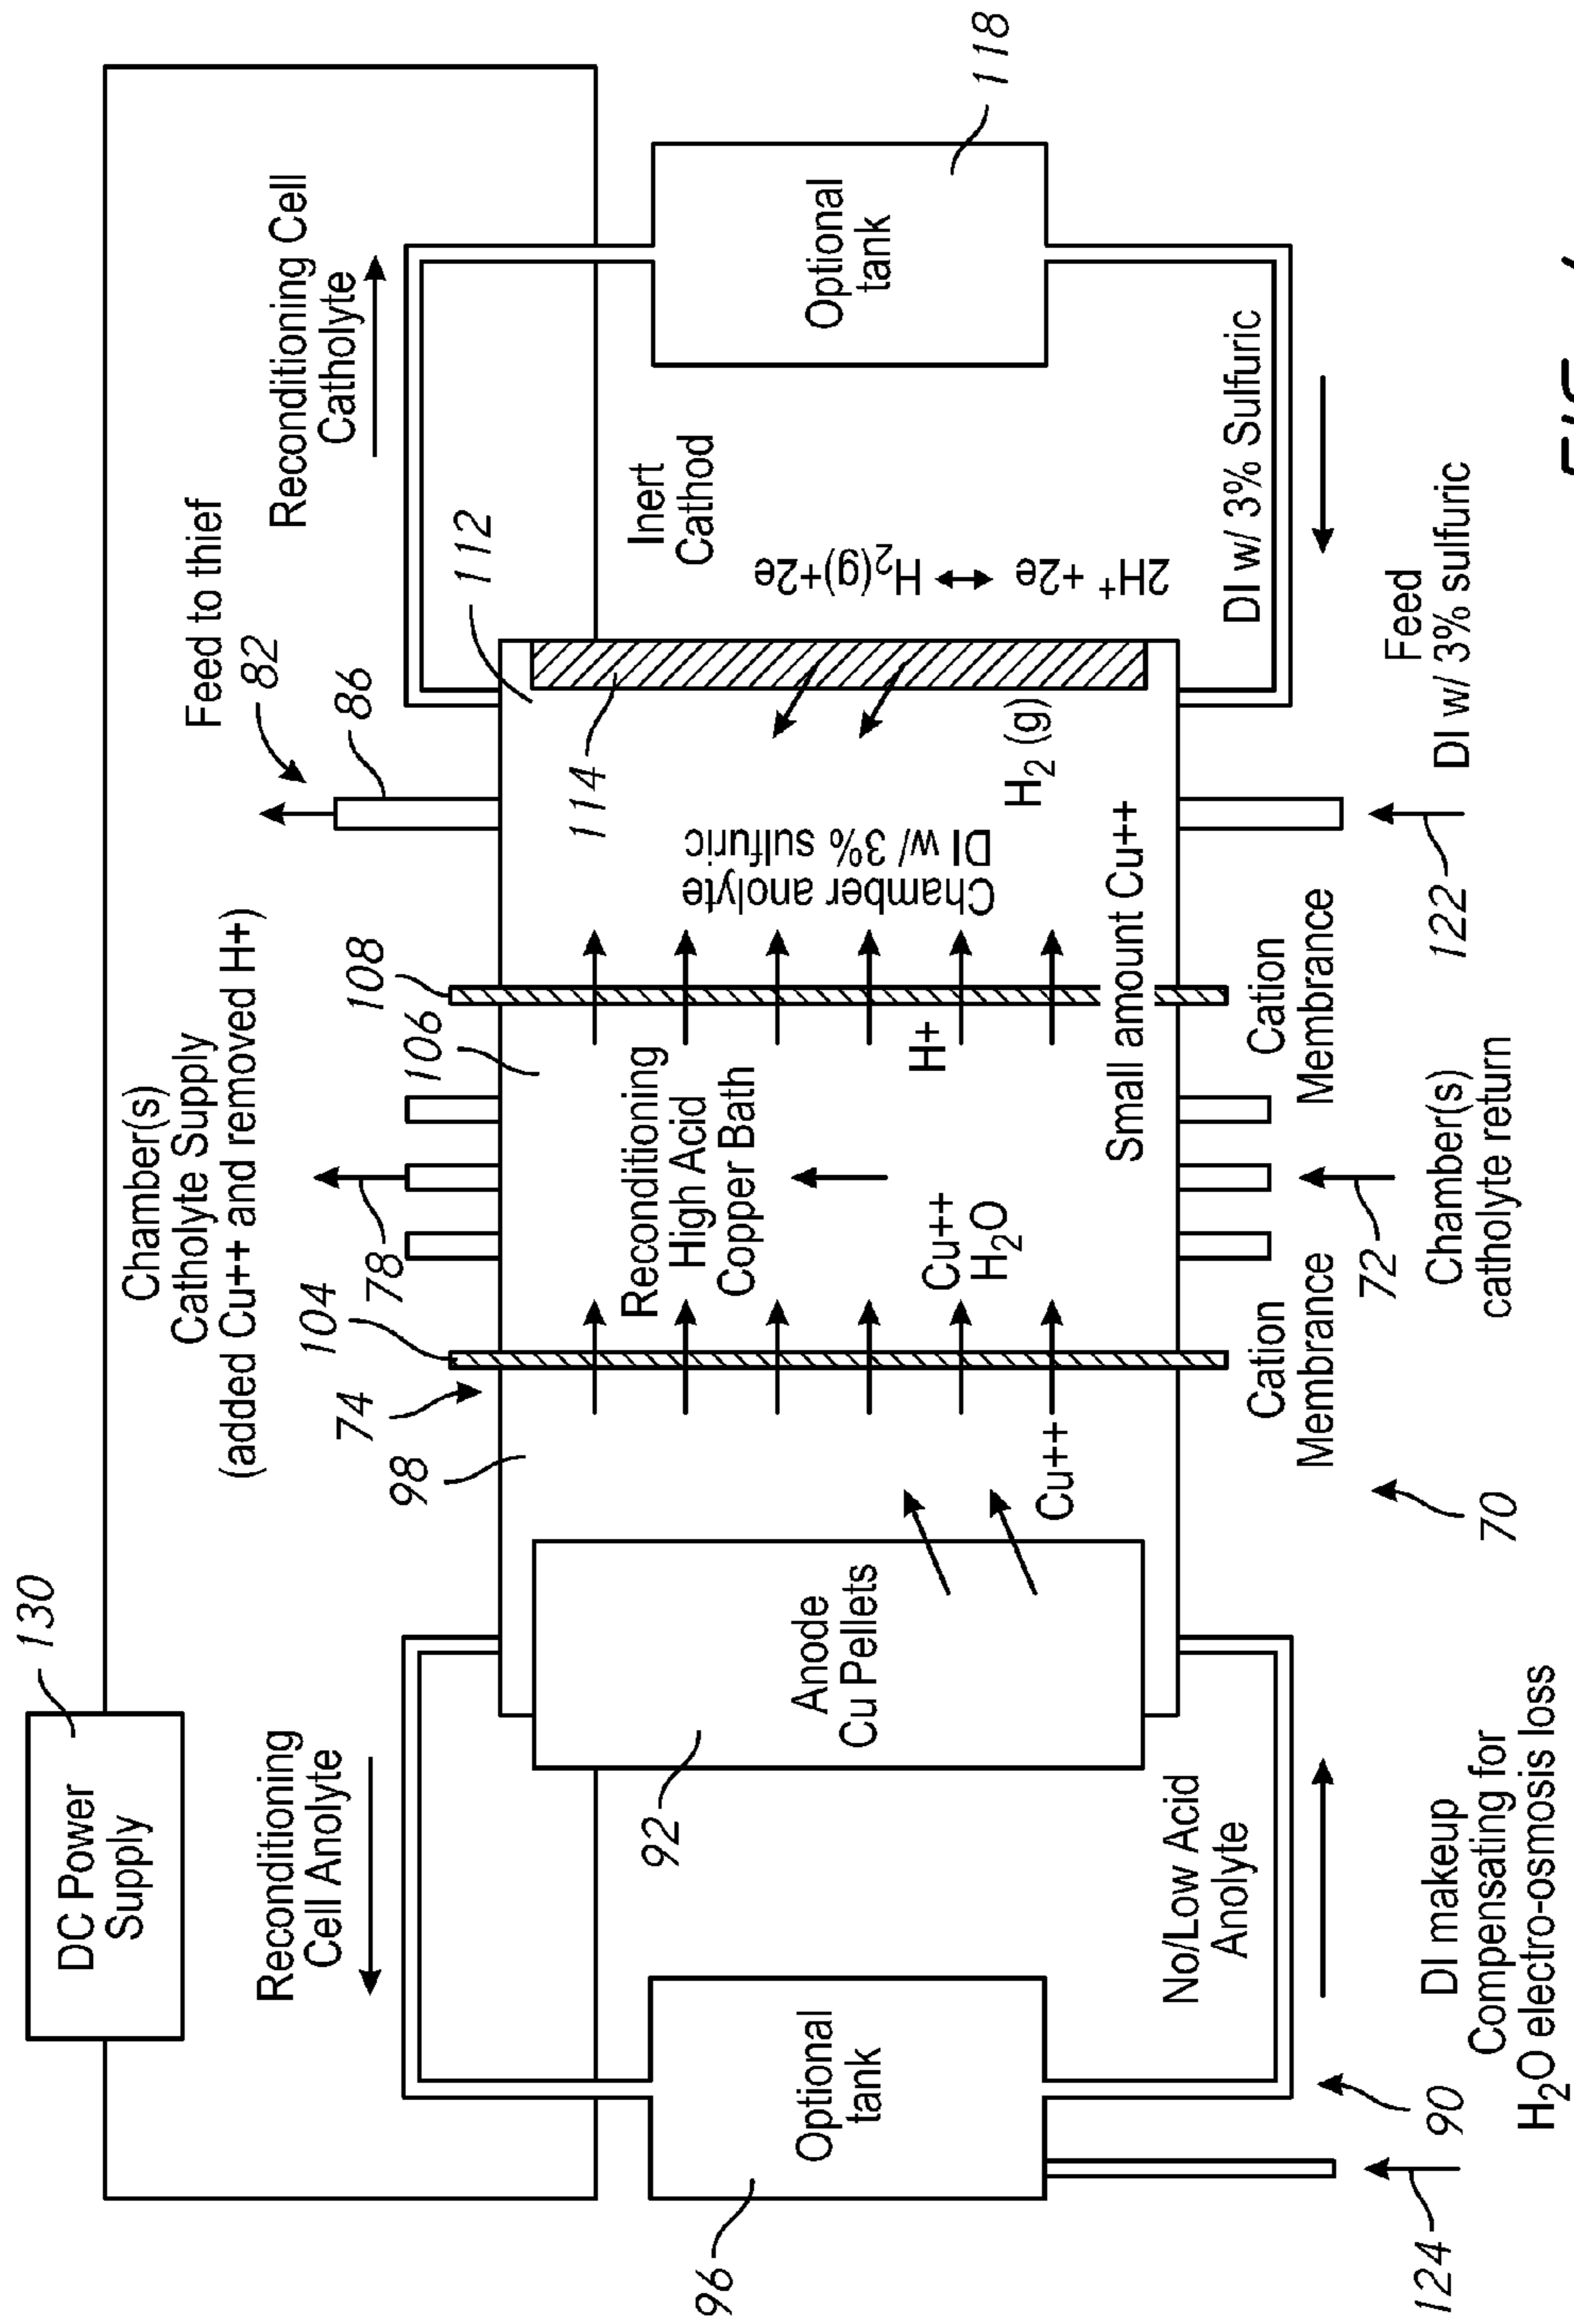 130
DC Power
Supply
Chamber(s)
Catholyte Supply
(added Cu++ and removed H+)
Feed to thief
82
86
Reconditioning
Cell Anolyte
Reconditioning Cell
Catholyte
78
74
104
98
106
108
112
118
Optional
tank
96
Anode
Cu Pellets
92
Cu++
Reconditioning
High Acid
Copper Bath
Cu++
H2O
H+
Small amount Cu++
Chamber anolyte
DI w/ 3% sulfuric
114
H2 (g)
Inert
Cathod
2H+ + 2e ↔ H2(g)+2e
Optional
tank
No/Low Acid
Anolyte
DI w/ 3% Sulfuric
Cation
Membrance
Cation
Membrance
124
90
DI makeup
Compensating for
H2O electro-osmosis loss
70
72
Chamber(s)
catholyte return
122
Feed
DI w/ 3% sulfuric